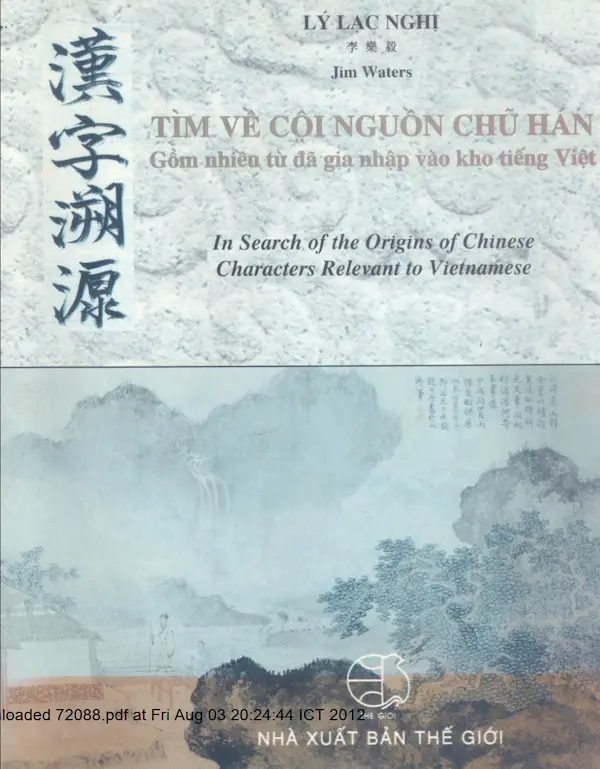 漢字溯源
LÝ LẠC NGHỊ
李樂毅
Jim Waters
TÌM VỀ CỘI NGUỒN CHỮ HÁN
Gồm nhiều từ đã gia nhập vào kho tiếng Việt
In Search of the Origins of Chinese
Characters Relevant to Vietnamese
loaded 72088.pdf at Fri Aug 03 20:24:44 ICT 2012
THE GIOI
NHÀ XUẤT BẢN THẾ GIỚI